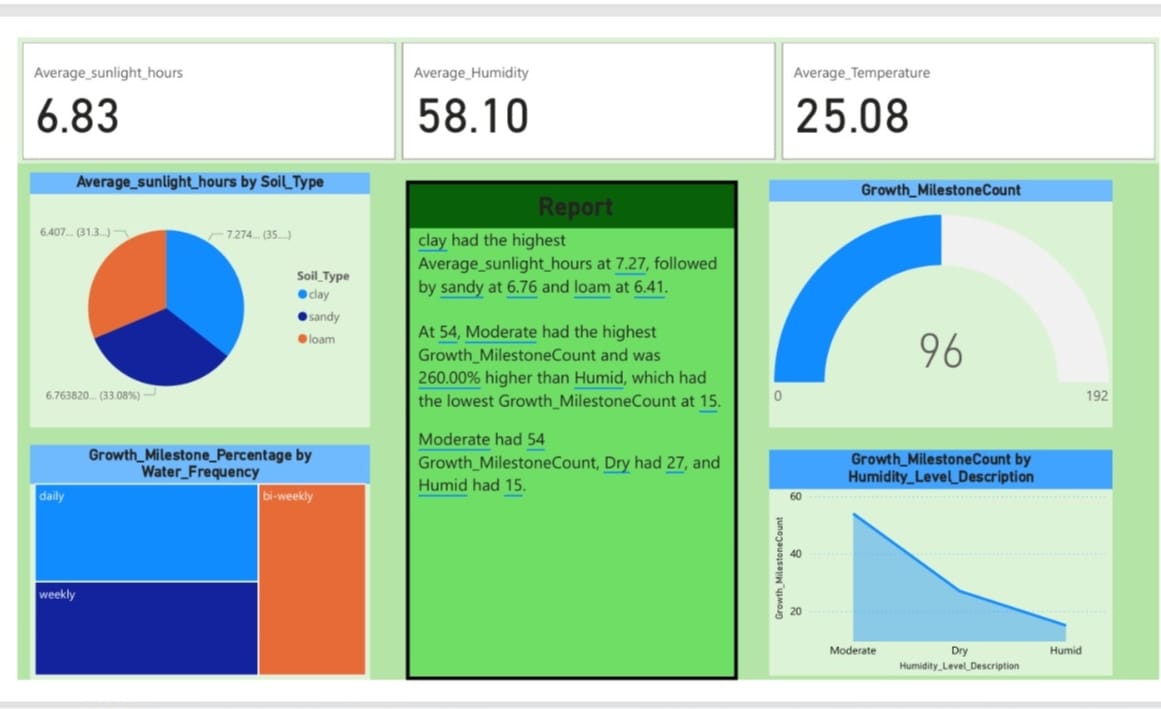 Average_sunlight_hours
6.83
Average_Humidity
58.10
Average_Temperature
25.08
Average_sunlight_hours by Soil_Type
6.407... (31.3...)
7.274... (35....)
6.763820... (33.08%)
Soil_Type
clay
sandy
loam
Growth_Milestone_Percentage by
Water_Frequency
daily
bi-weekly
weekly
Report
clay had the highest
Average_sunlight_hours at 7.27, followed
by sandy at 6.76 and loam at 6.41.
At 54, Moderate had the highest
Growth_MilestoneCount and was
260.00% higher than Humid, which had
the lowest Growth_MilestoneCount at 15.
Moderate had 54
Growth_MilestoneCount, Dry had 27, and
Humid had 15.
Growth_MilestoneCount
96
0
192
Growth_MilestoneCount by
Humidity_Level_Description
Growth_MilestoneCount
60
40
20
Moderate
Dry
Humid
Humidity_Level_Description